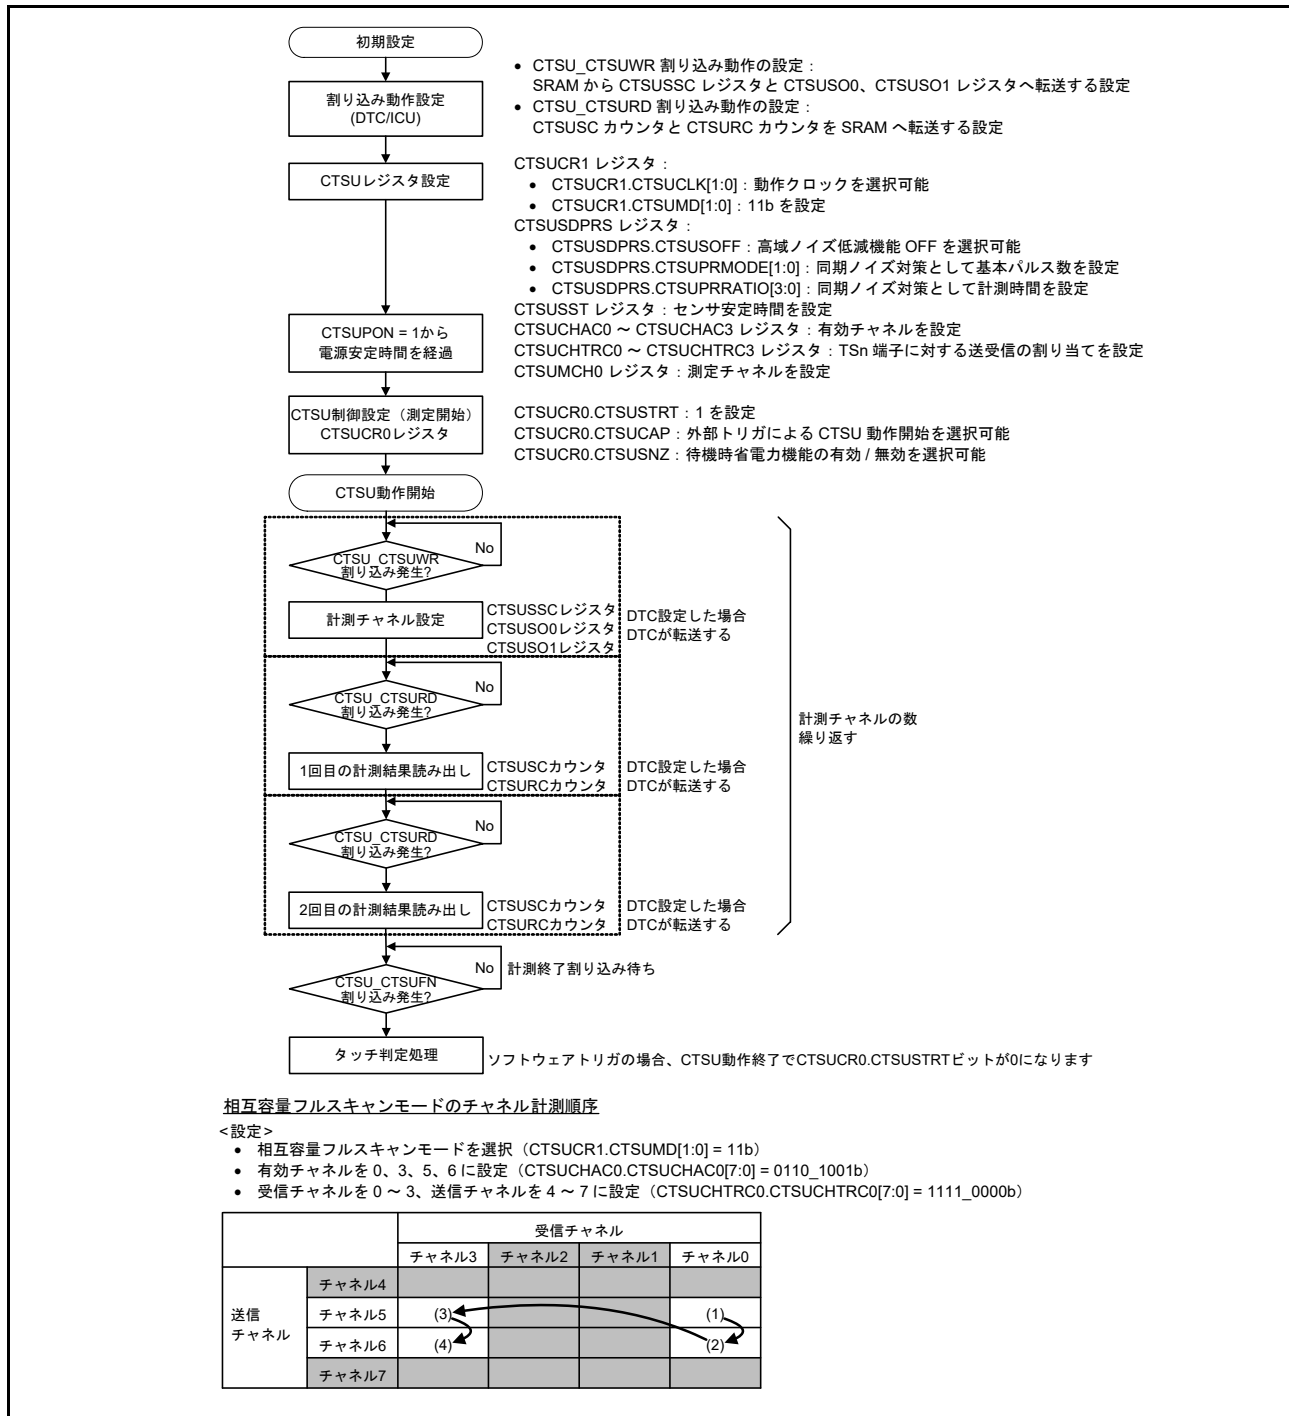 初期設定
割り込み動作設定
(DTC/ICU)
• CTSU_CTSUWR 割り込み動作の設定：
SRAM から CTSUSSC レジスタと CTSUSO0、CTSUSO1 レジスタへ転送する設定
• CTSU_CTSURD 割り込み動作の設定：
CTSUSC カウンタと CTSURC カウンタを SRAM へ転送する設定
CTSUレジスタ設定
CTSUCR1 レジスタ：
• CTSUCR1.CTSUCLK[1:0]：動作クロックを選択可能
• CTSUCR1.CTSUMD[1:0]：11b を設定
CTSUSDPRS レジスタ：
• CTSUSDPRS.CTSUSOFF：高域ノイズ低減機能 OFF を選択可能
• CTSUSDPRS.CTSUPRMODE[1:0]：同期ノイズ対策として基本パルス数を設定
• CTSUSDPRS.CTSUPRRATIO[3:0]：同期ノイズ対策として計測時間を設定
CTSUSST レジスタ：センサ安定時間を設定
CTSUCHAC0 ～ CTSUCHAC3 レジスタ：有効チャネルを設定
CTSUCHTRC0 ～ CTSUCHTRC3 レジスタ：TSn 端子に対する送受信の割り当てを設定
CTSUMCH0 レジスタ：測定チャネルを設定
CTSUPON = 1から
電源安定時間を経過
CTSU制御設定（測定開始）
CTSUCR0レジスタ
CTSUCR0.CTSUSTRT：1 を設定
CTSUCR0.CTSUCAP：外部トリガによる CTSU 動作開始を選択可能
CTSUCR0.CTSUSNZ：待機時省電力機能の有効 / 無効を選択可能
CTSU動作開始
CTSU_CTSUWR
割り込み発生?
No
計測チャネル設定
CTSUSSCレジスタ
CTSUSO0レジスタ
CTSUSO1レジスタ
DTC設定した場合
DTCが転送する
CTSU_CTSURD
割り込み発生?
No
1回目の計測結果読み出し
CTSUSCカウンタ
CTSURCカウンタ
DTC設定した場合
DTCが転送する
計測チャネルの数
繰り返す
CTSU_CTSURD
割り込み発生?
No
2回目の計測結果読み出し
CTSUSCカウンタ
CTSURCカウンタ
DTC設定した場合
DTCが転送する
CTSU_CTSUFN
割り込み発生?
No
計測終了割り込み待ち
タッチ判定処理
ソフトウェアトリガの場合、CTSU動作終了でCTSUCR0.CTSUSTRTビットが0になります
相互容量フルスキャンモードのチャネル計測順序
<設定>
• 相互容量フルスキャンモードを選択（CTSUCR1.CTSUMD[1:0] = 11b）
• 有効チャネルを 0、3、5、6 に設定（CTSUCHAC0.CTSUCHAC0[7:0] = 0110_1001b）
• 受信チャネルを 0 ～ 3、送信チャネルを 4 ～ 7 に設定（CTSUCHTRC0.CTSUCHTRC0[7:0] = 1111_0000b）
受信チャネル
チャネル3 チャネル2 チャネル1 チャネル0
送信
チャネル
チャネル4
チャネル5 (3) (1)
チャネル6 (4) (2)
チャネル7